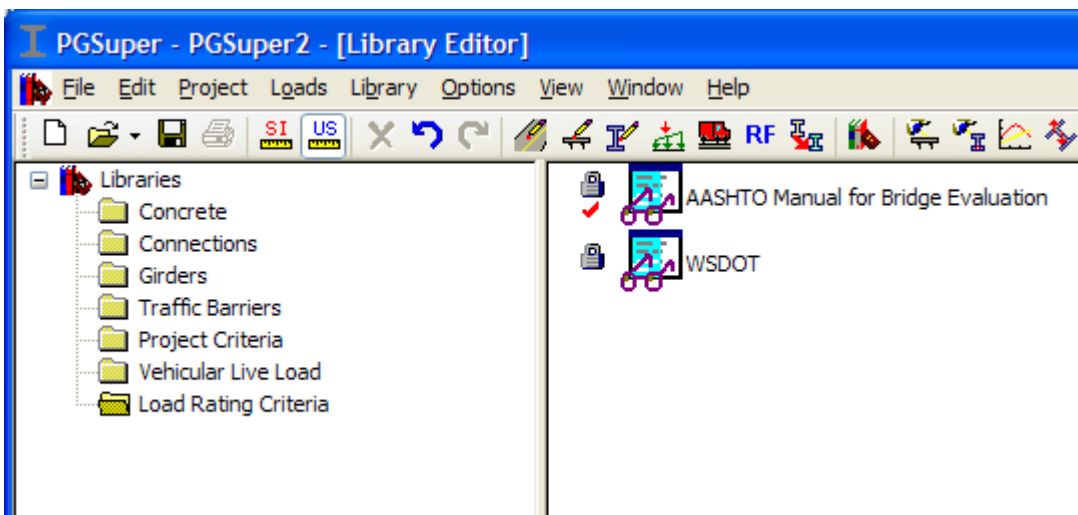 PGSuper - PGSuper2 - [Library Editor]
File Edit Project Loads Library Options View Window Help
SI US RF
Libraries
Concrete
Connections
Girders
Traffic Barriers
Project Criteria
Vehicular Live Load
Load Rating Criteria
AASHTO Manual for Bridge Evaluation
WSDOT